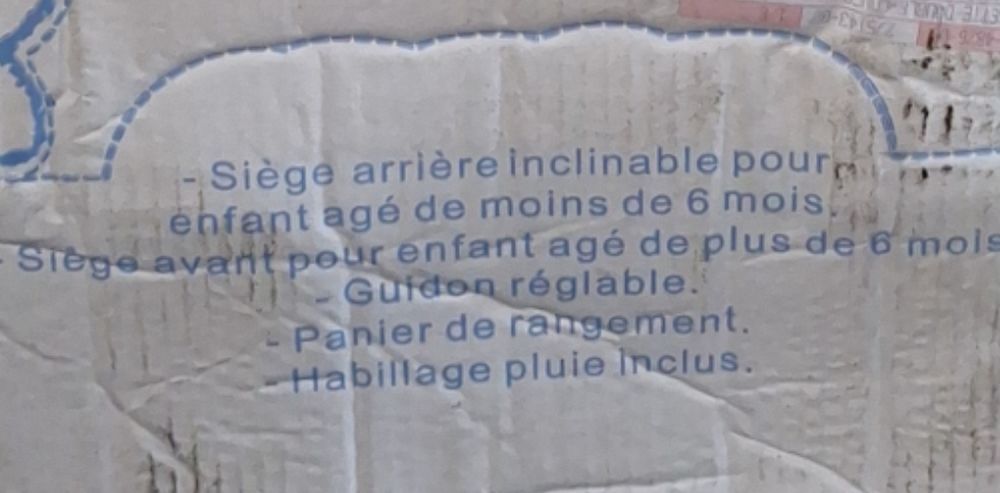 - Siège arrière inclinable pour
enfant agé de moins de 6 mois.
- Siège avant pour enfant agé de plus de 6 mois
- Guidon réglable.
- Panier de rangement.
- Habillage pluie inclus.